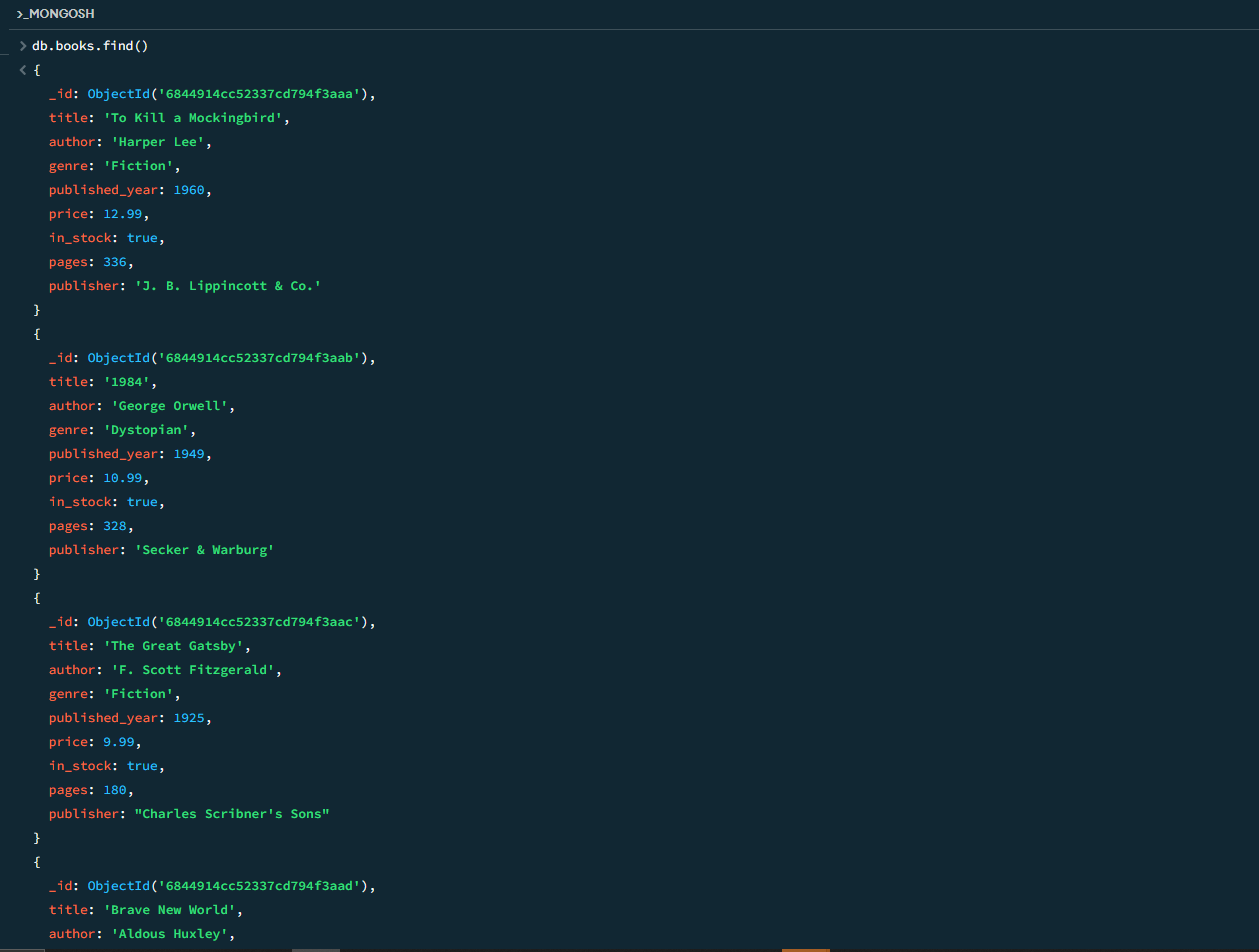 >_MONGOSH
> db.books.find()
< {
_id: ObjectId('6844914cc52337cd794f3aaa'),
title: 'To Kill a Mockingbird',
author: 'Harper Lee',
genre: 'Fiction',
published_year: 1960,
price: 12.99,
in_stock: true,
pages: 336,
publisher: 'J. B. Lippincott & Co.'
}
{
_id: ObjectId('6844914cc52337cd794f3aab'),
title: '1984',
author: 'George Orwell',
genre: 'Dystopian',
published_year: 1949,
price: 10.99,
in_stock: true,
pages: 328,
publisher: 'Secker & Warburg'
}
{
_id: ObjectId('6844914cc52337cd794f3aac'),
title: 'The Great Gatsby',
author: 'F. Scott Fitzgerald',
genre: 'Fiction',
published_year: 1925,
price: 9.99,
in_stock: true,
pages: 180,
publisher: "Charles Scribner's Sons"
}
{
_id: ObjectId('6844914cc52337cd794f3aad'),
title: 'Brave New World',
author: 'Aldous Huxley',